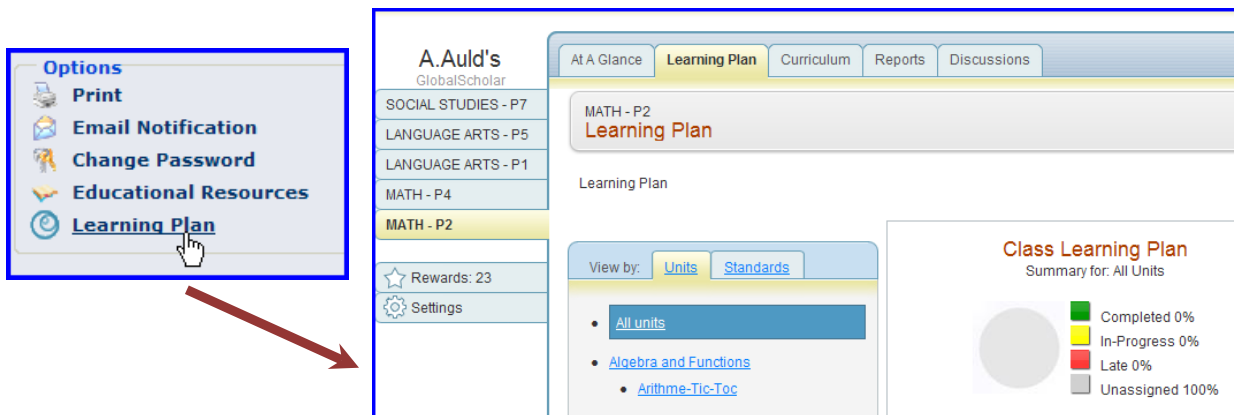 Options
Print
Email Notification
Change Password
Educational Resources
Learning Plan
A.Auld's
GlobalScholar
SOCIAL STUDIES - P7
LANGUAGE ARTS - P5
LANGUAGE ARTS - P1
MATH - P4
MATH - P2
Rewards: 23
Settings
At A Glance Learning Plan Curriculum Reports Discussions
MATH - P2
Learning Plan
Learning Plan
View by: Units Standards
All units
Algebra and Functions
Arithme-Tic-Toc
Class Learning Plan
Summary for: All Units
Completed 0%
In-Progress 0%
Late 0%
Unassigned 100%